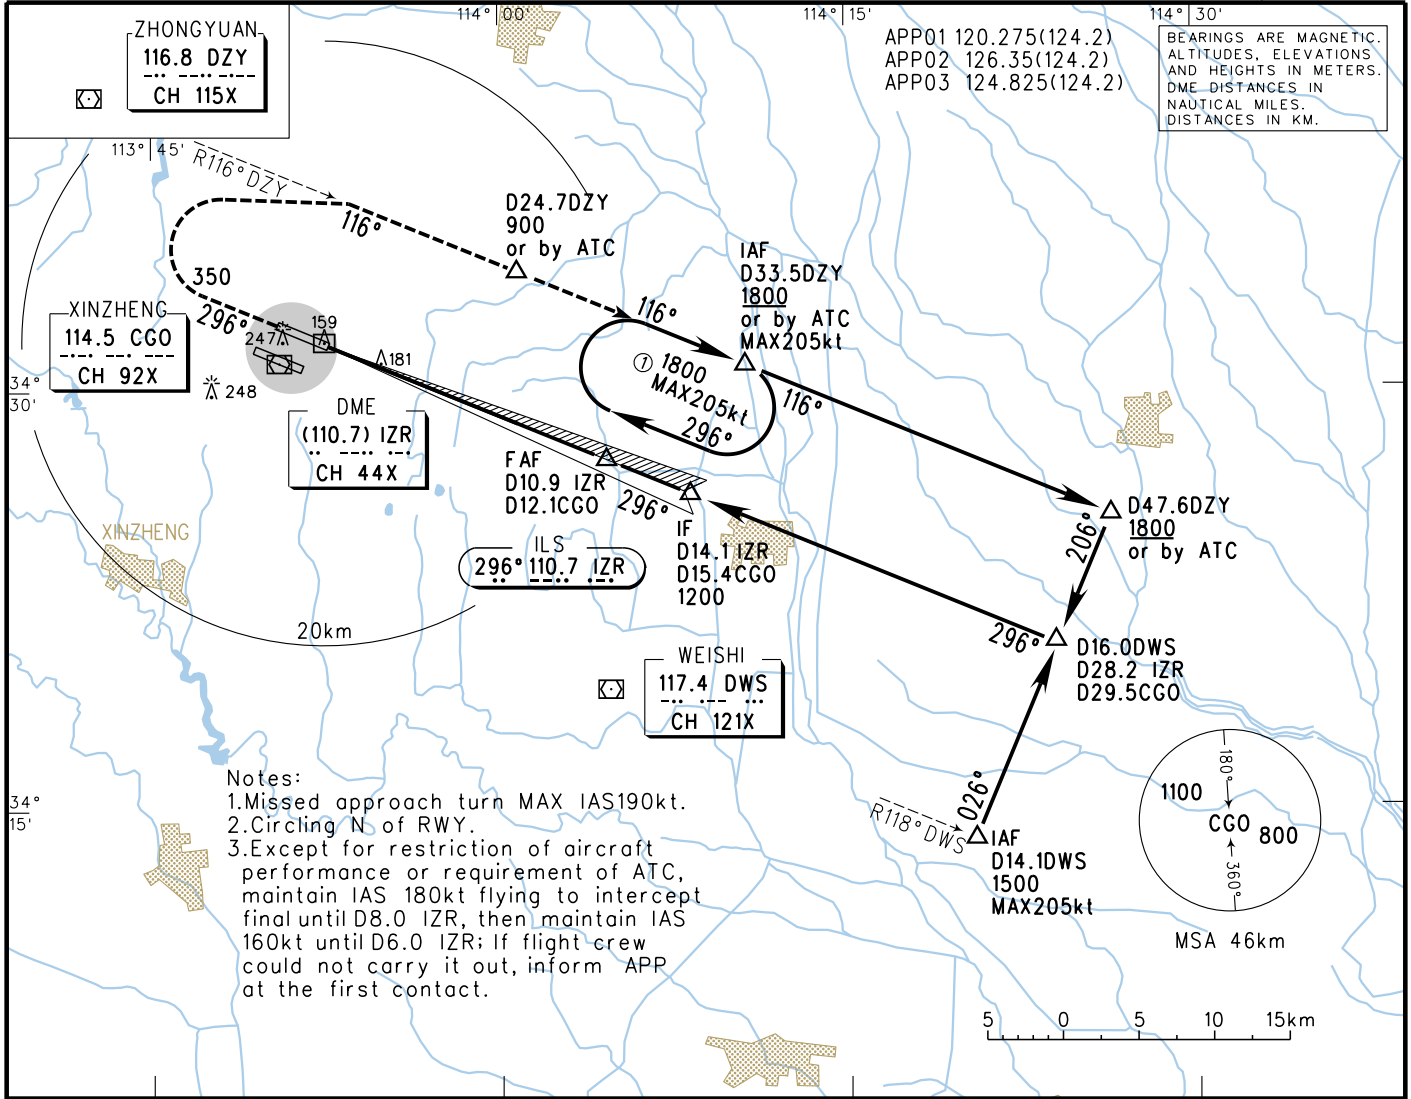 114° 00'
114° 15'
114° 30'
ZHONGYUAN
116.8 DZY
CH 115X
APP01 120.275(124.2)
APP02 126.35(124.2)
APP03 124.825(124.2)
BEARINGS ARE MAGNETIC.
ALTITUDES, ELEVATIONS
AND HEIGHTS IN METERS.
DME DISTANCES IN
NAUTICAL MILES.
DISTANCES IN KM.
113° 45'
R116° DZY
116°
D24.7DZY
900
or by ATC
IAF
D33.5DZY
1800
or by ATC
MAX205kt
350
296°
116°
XINZHENG
114.5 CGO
CH 92X
247
159
181
248
① 1800
MAX205kt
296°
116°
34°
30'
DME
(110.7) IZR
CH 44X
FAF
D10.9 IZR
D12.1CGO
296°
IF
D14.1 IZR
D15.4CGO
1200
D47.6DZY
1800
or by ATC
206°
XINZHENG
ILS
296° 110.7 IZR
20km
296°
D16.0DWS
D28.2 IZR
D29.5CGO
WEISHI
117.4 DWS
CH 121X
34°
15'
Notes:
1.Missed approach turn MAX IAS190kt.
2.Circling N of RWY.
3.Except for restriction of aircraft
performance or requirement of ATC,
maintain IAS 180kt flying to intercept
final until D8.0 IZR, then maintain IAS
160kt until D6.0 IZR; If flight crew
could not carry it out, inform APP
at the first contact.
R118° DWS
026°
IAF
D14.1DWS
1500
MAX205kt
180°
1100
CGO
800
360°
MSA 46km
5 0 5 10 15km